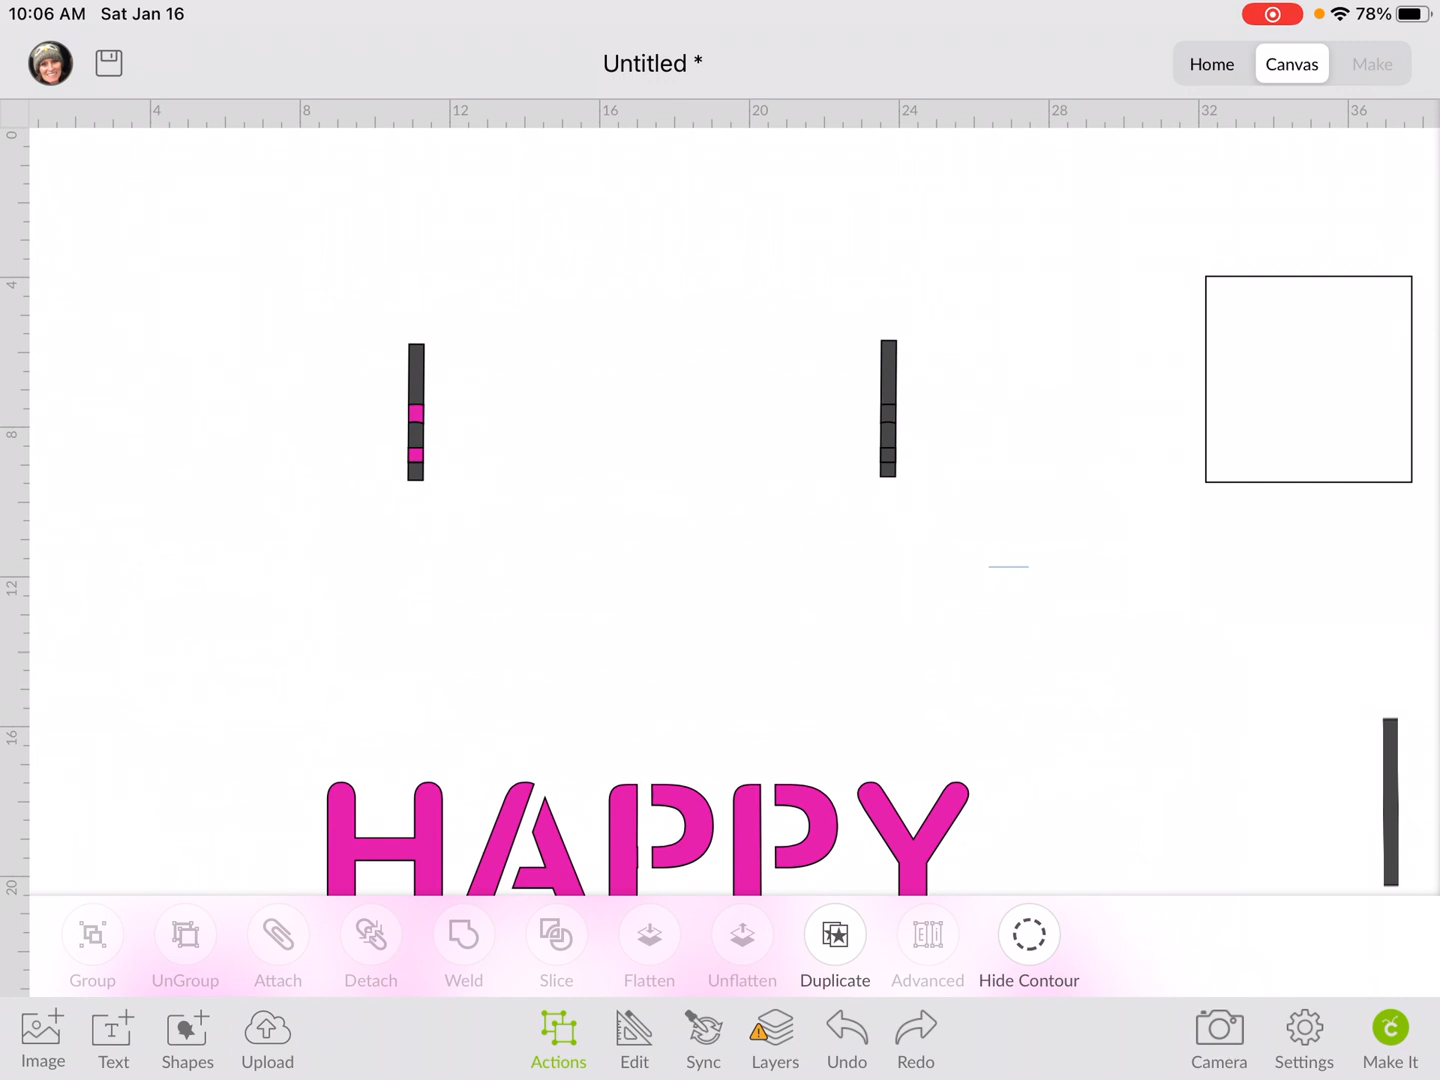 10:06 AM Sat Jan 16 78%
Untitled * Home Canvas Make
4 8 12 16 20 24 28 32 36
0
4
8
12
16
20
HAPPY
Group UnGroup Attach Detach Weld Slice Flatten Unflatten Duplicate Advanced Hide Contour
Image Text Shapes Upload Actions Edit Sync Layers Undo Redo Camera Settings Make It